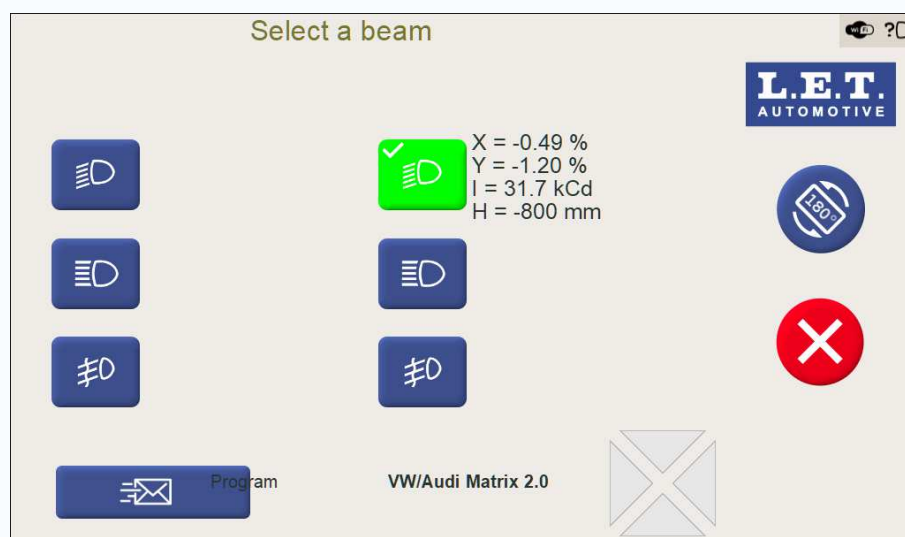 Select a beam
WiFi
?
L.E.T.
AUTOMOTIVE
X = -0.49 %
Y = -1.20 %
I = 31.7 kCd
H = -800 mm
180°
Program
VW/Audi Matrix 2.0